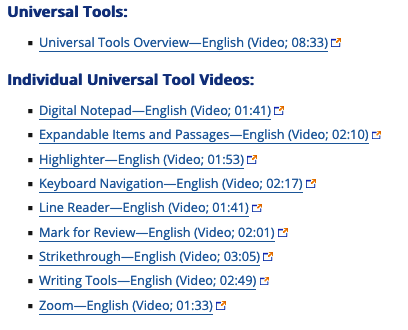 Universal Tools:
Universal Tools Overview—English (Video; 08:33)
Individual Universal Tool Videos:
Digital Notepad—English (Video; 01:41)
Expandable Items and Passages—English (Video; 02:10)
Highlighter—English (Video; 01:53)
Keyboard Navigation—English (Video; 02:17)
Line Reader—English (Video; 01:41)
Mark for Review—English (Video; 02:01)
Strikethrough—English (Video; 03:05)
Writing Tools—English (Video; 02:49)
Zoom—English (Video; 01:33)